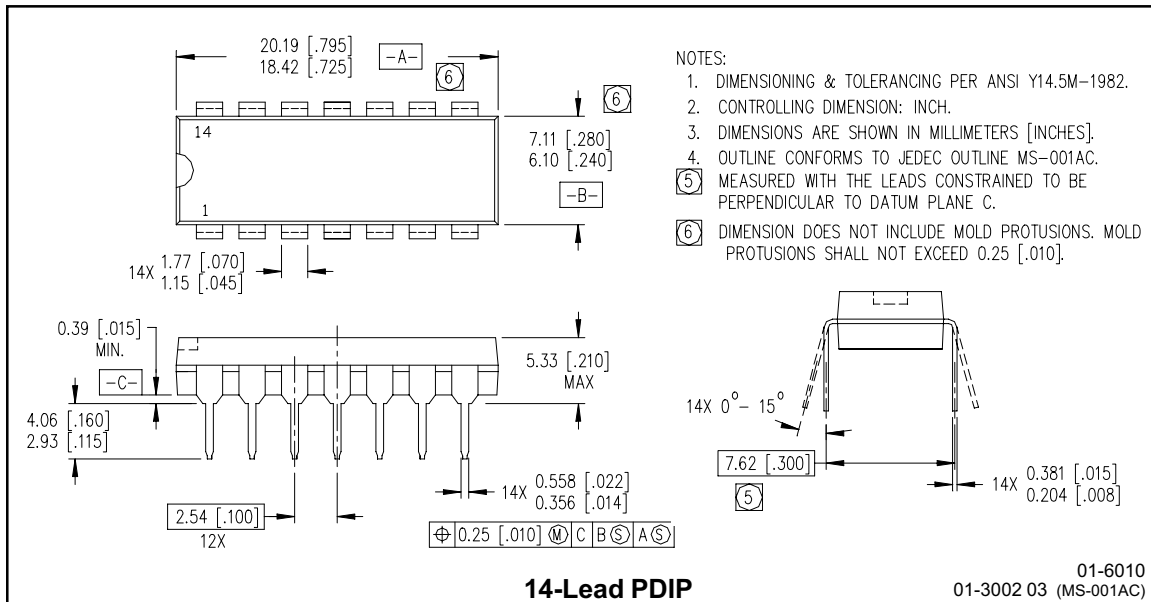 20.19 [.795]
18.42 [.725]
-A-
6
6
14
1
7.11 [.280]
6.10 [.240]
-B-
14X 1.77 [.070]
1.15 [.045]
NOTES:
1. DIMENSIONING & TOLERANCING PER ANSI Y14.5M-1982.
2. CONTROLLING DIMENSION: INCH.
3. DIMENSIONS ARE SHOWN IN MILLIMETERS [INCHES].
4. OUTLINE CONFORMS TO JEDEC OUTLINE MS-001AC.
5 MEASURED WITH THE LEADS CONSTRAINED TO BE
PERPENDICULAR TO DATUM PLANE C.
6 DIMENSION DOES NOT INCLUDE MOLD PROTUSIONS. MOLD
PROTUSIONS SHALL NOT EXCEED 0.25 [.010].
0.39 [.015]
MIN.
-C-
4.06 [.160]
2.93 [.115]
5.33 [.210]
MAX
2.54 [.100]
12X
14X 0.558 [.022]
0.356 [.014]
⌖ 0.25 [.010] Ⓜ C B Ⓢ A Ⓢ
14X 0°- 15°
7.62 [.300]
5
14X 0.381 [.015]
0.204 [.008]
14-Lead PDIP
01-6010
01-3002 03 (MS-001AC)